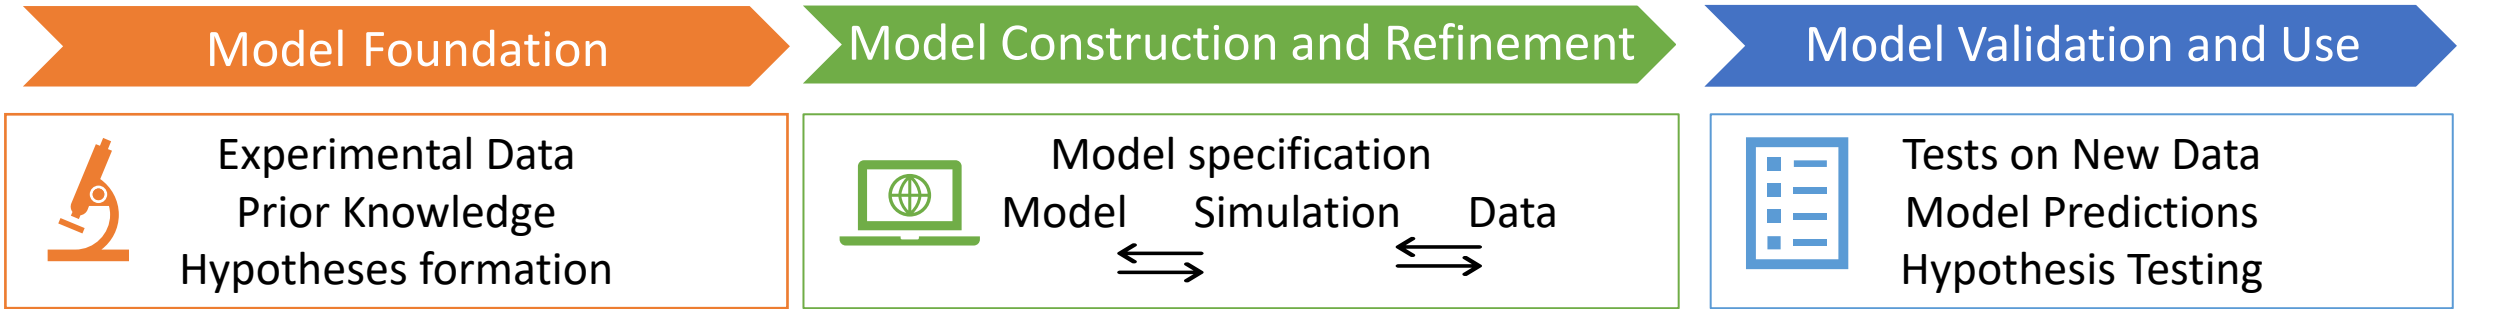 Model Foundation
Experimental Data
Prior Knowledge
Hypotheses formation
Model Construction and Refinement
Model specification
Model Simulation Data
Model Validation and Use
Tests on New Data
Model Predictions
Hypothesis Testing